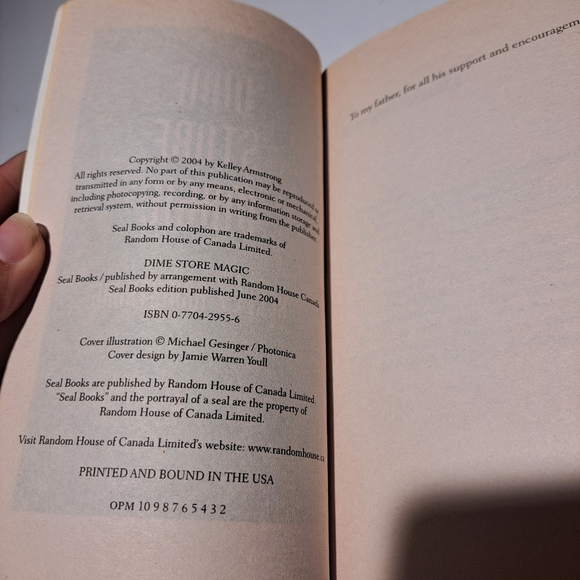 Copyright © 2004 by Kelley Armstrong
All rights reserved. No part of this publication may be reproduced or
transmitted in any form or by any means, electronic or mechanical,
including photocopying, recording, or by any information storage and
retrieval system, without permission in writing from the publisher.
Seal Books and colophon are trademarks of
Random House of Canada Limited.
DIME STORE MAGIC
Seal Books / published by arrangement with Random House Canada
Seal Books edition published June 2004
ISBN 0-7704-2955-6
Cover illustration © Michael Gesinger / Photonica
Cover design by Jamie Warren Youll
Seal Books are published by Random House of Canada Limited.
"Seal Books" and the portrayal of a seal are the property of
Random House of Canada Limited.
Visit Random House of Canada Limited's website: www.randomhouse.ca
PRINTED AND BOUND IN THE USA
OPM 10 9 8 7 6 5 4 3 2
To my father, for all his support and encouragem